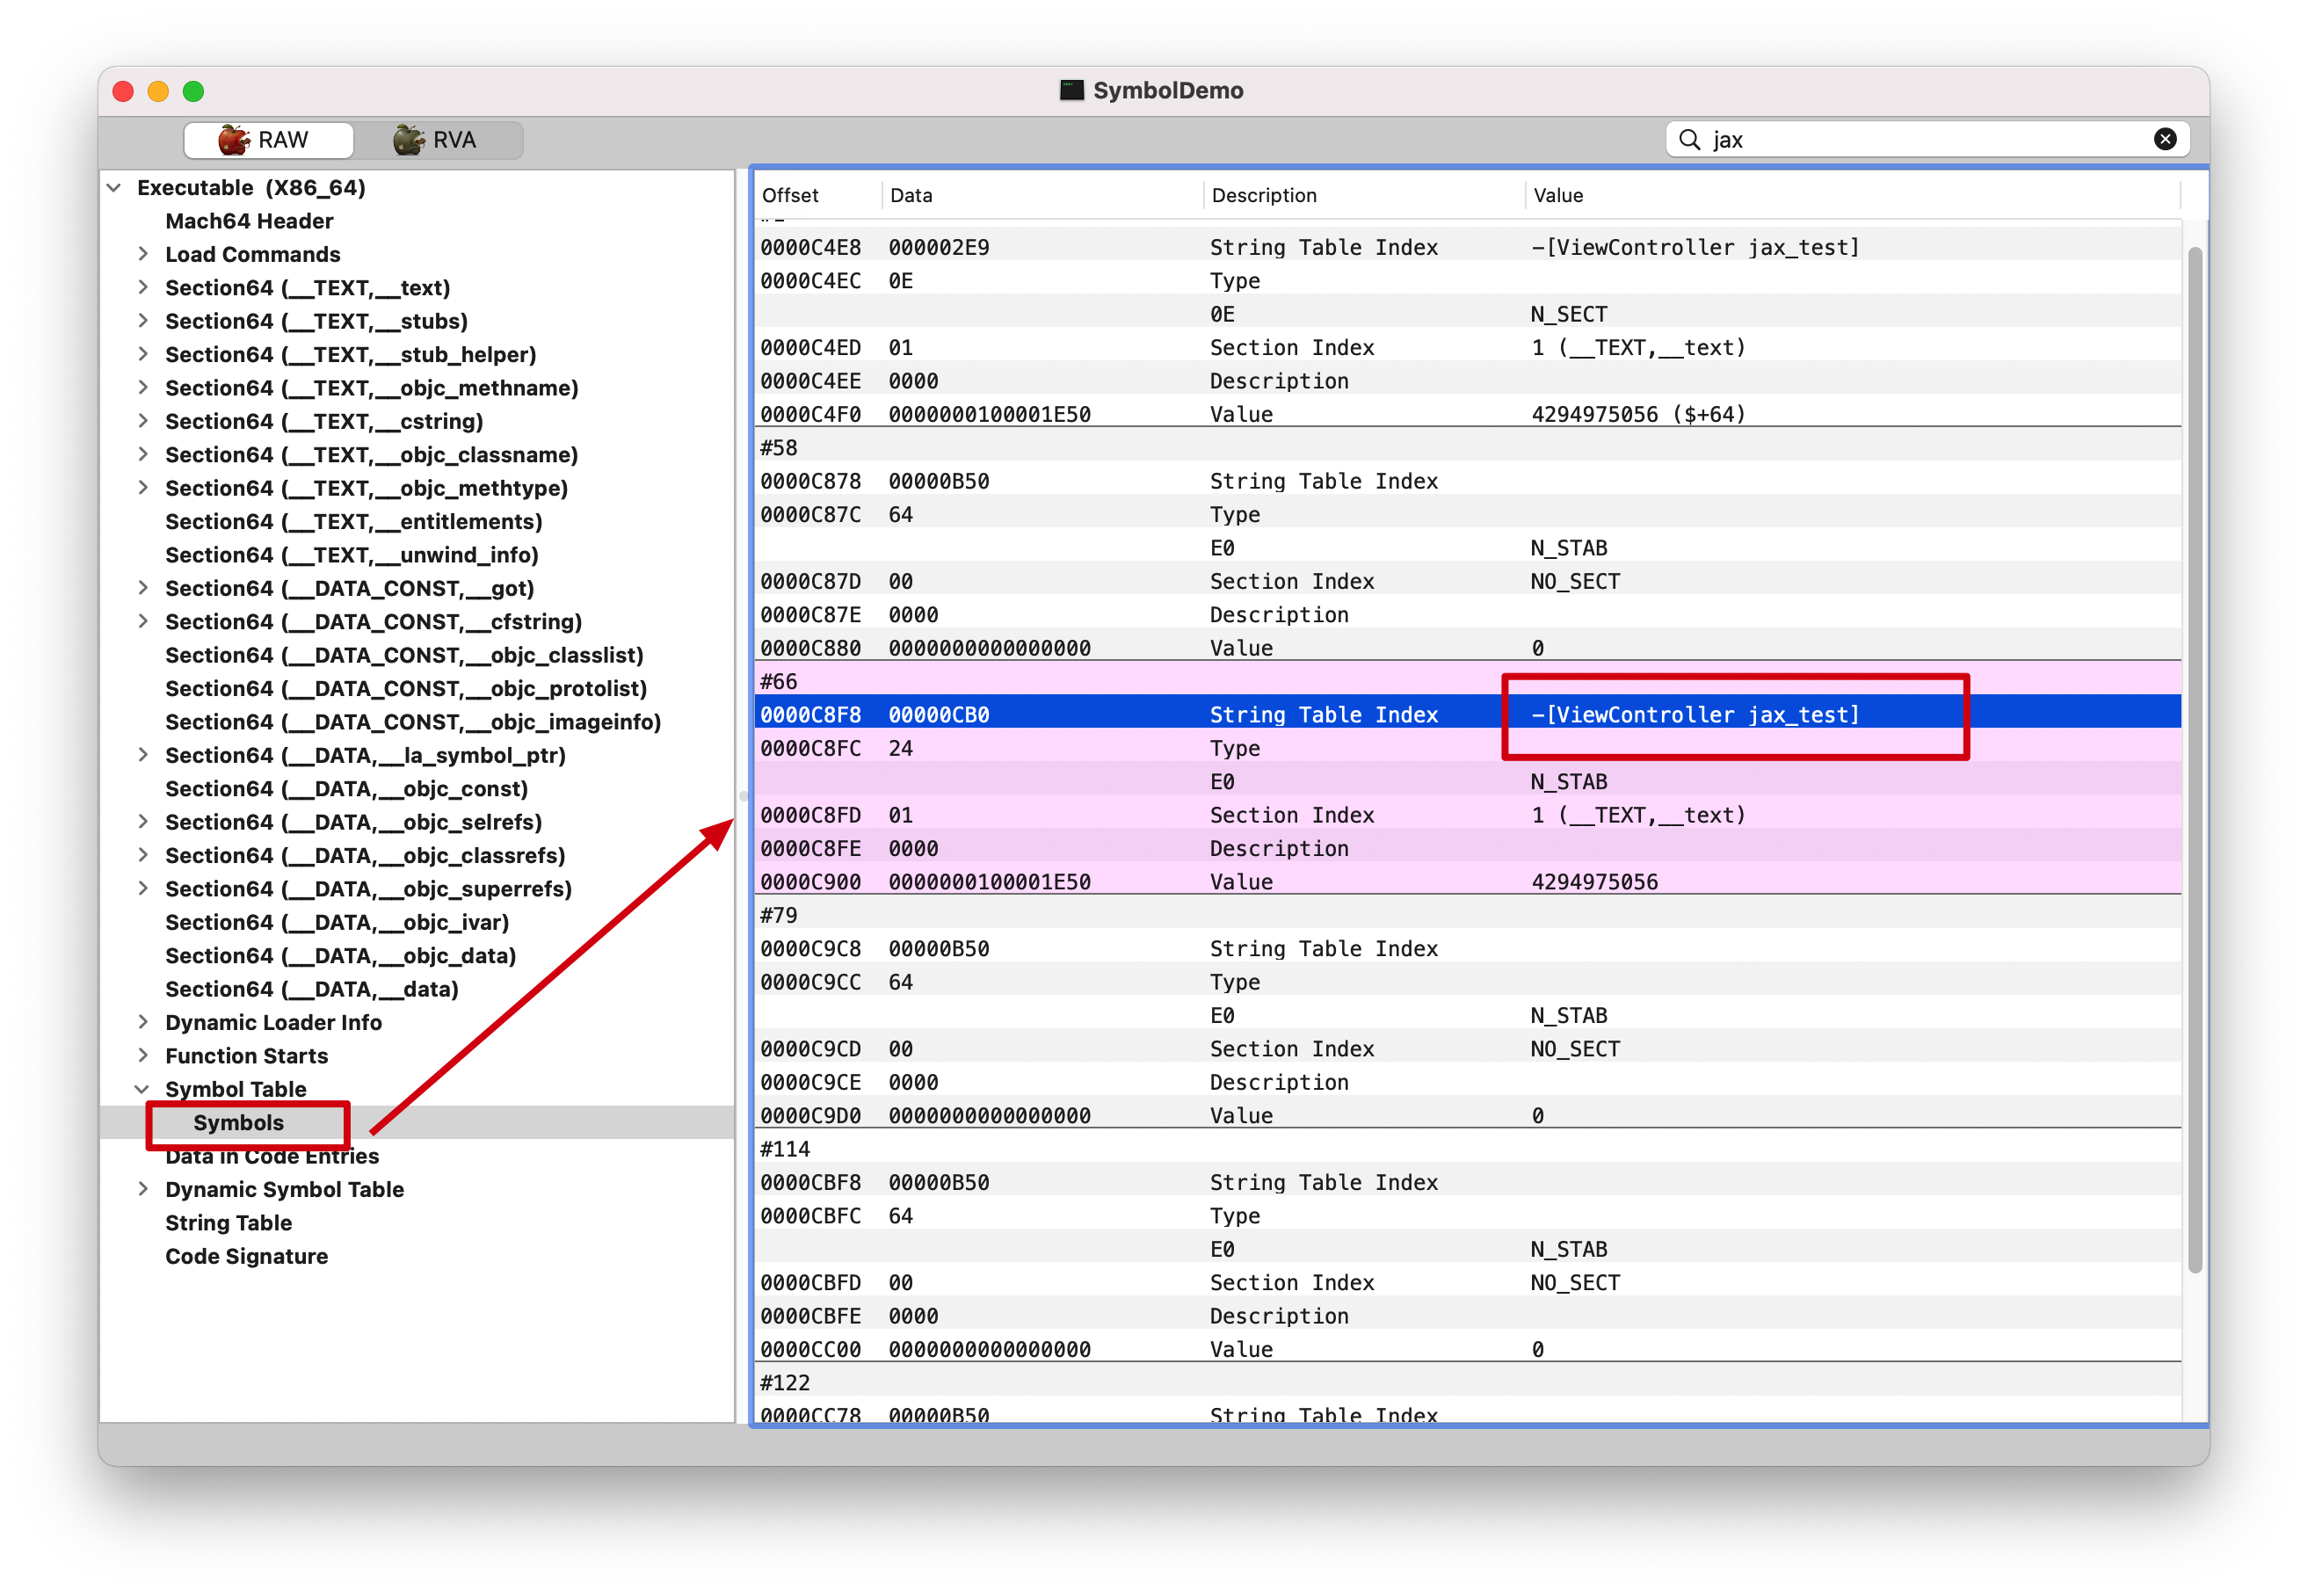 SymbolDemo
RAW RVA jax
Executable (X86_64)
Mach64 Header
Load Commands
Section64 (__TEXT,__text)
Section64 (__TEXT,__stubs)
Section64 (__TEXT,__stub_helper)
Section64 (__TEXT,__objc_methname)
Section64 (__TEXT,__cstring)
Section64 (__TEXT,__objc_classname)
Section64 (__TEXT,__objc_methtype)
Section64 (__TEXT,__entitlements)
Section64 (__TEXT,__unwind_info)
Section64 (__DATA_CONST,__got)
Section64 (__DATA_CONST,__cfstring)
Section64 (__DATA_CONST,__objc_classlist)
Section64 (__DATA_CONST,__objc_protolist)
Section64 (__DATA_CONST,__objc_imageinfo)
Section64 (__DATA,__la_symbol_ptr)
Section64 (__DATA,__objc_const)
Section64 (__DATA,__objc_selrefs)
Section64 (__DATA,__objc_classrefs)
Section64 (__DATA,__objc_superrefs)
Section64 (__DATA,__objc_ivar)
Section64 (__DATA,__objc_data)
Section64 (__DATA,__data)
Dynamic Loader Info
Function Starts
Symbol Table
Symbols
Data in Code Entries
Dynamic Symbol Table
String Table
Code Signature
Offset Data Description Value
0000C4E8 000002E9 String Table Index -[ViewController jax_test]
0000C4EC 0E Type
0E N_SECT
0000C4ED 01 Section Index 1 (__TEXT,__text)
0000C4EE 0000 Description
0000C4F0 0000000100001E50 Value 4294975056 ($+64)
#58
0000C878 00000B50 String Table Index
0000C87C 64 Type
E0 N_STAB
0000C87D 00 Section Index NO_SECT
0000C87E 0000 Description
0000C880 0000000000000000 Value 0
#66
0000C8F8 00000CB0 String Table Index -[ViewController jax_test]
0000C8FC 24 Type
E0 N_STAB
0000C8FD 01 Section Index 1 (__TEXT,__text)
0000C8FE 0000 Description
0000C900 0000000100001E50 Value 4294975056
#79
0000C9C8 00000B50 String Table Index
0000C9CC 64 Type
E0 N_STAB
0000C9CD 00 Section Index NO_SECT
0000C9CE 0000 Description
0000C9D0 0000000000000000 Value 0
#114
0000CBF8 00000B50 String Table Index
0000CBFC 64 Type
E0 N_STAB
0000CBFD 00 Section Index NO_SECT
0000CBFE 0000 Description
0000CC00 0000000000000000 Value 0
#122
0000CC78 00000B50 String Table Index